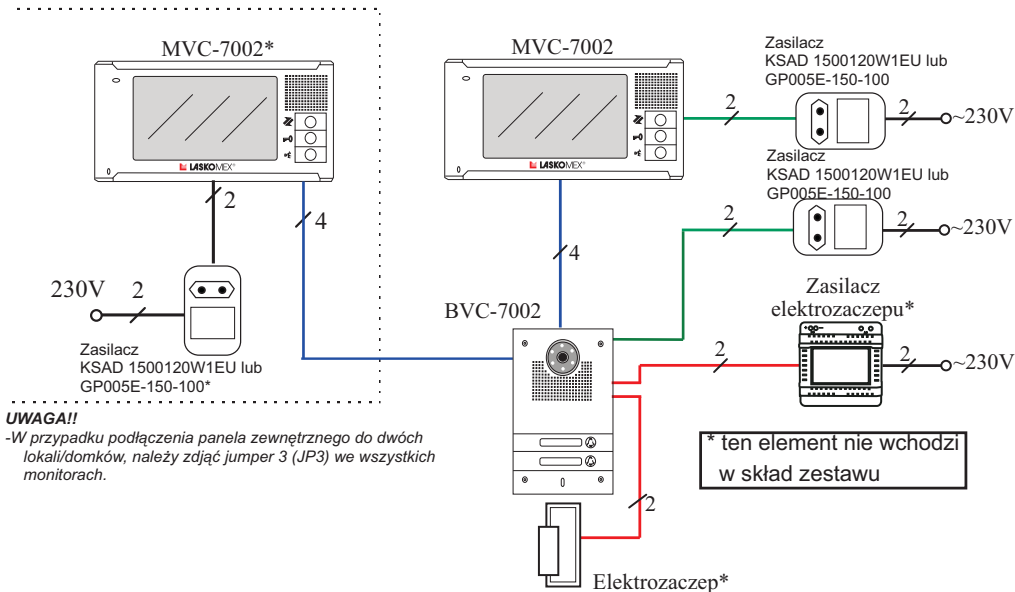 MVC-7002*
LASKOMEX®
2
4
230V
2
Zasilacz
KSAD 1500120W1EU lub
GP005E-150-100*
UWAGA!!
-W przypadku podłączenia panela zewnętrznego do dwóch
lokali/domków, należy zdjąć jumper 3 (JP3) we wszystkich
monitorach.
MVC-7002
LASKOMEX®
4
BVC-7002
Zasilacz
KSAD 1500120W1EU lub
GP005E-150-100
2
2
~230V
Zasilacz
KSAD 1500120W1EU lub
GP005E-150-100
2
2
~230V
Zasilacz
elektrozaczepu*
2
2
~230V
* ten element nie wchodzi
w skład zestawu
2
Elektrozaczep*